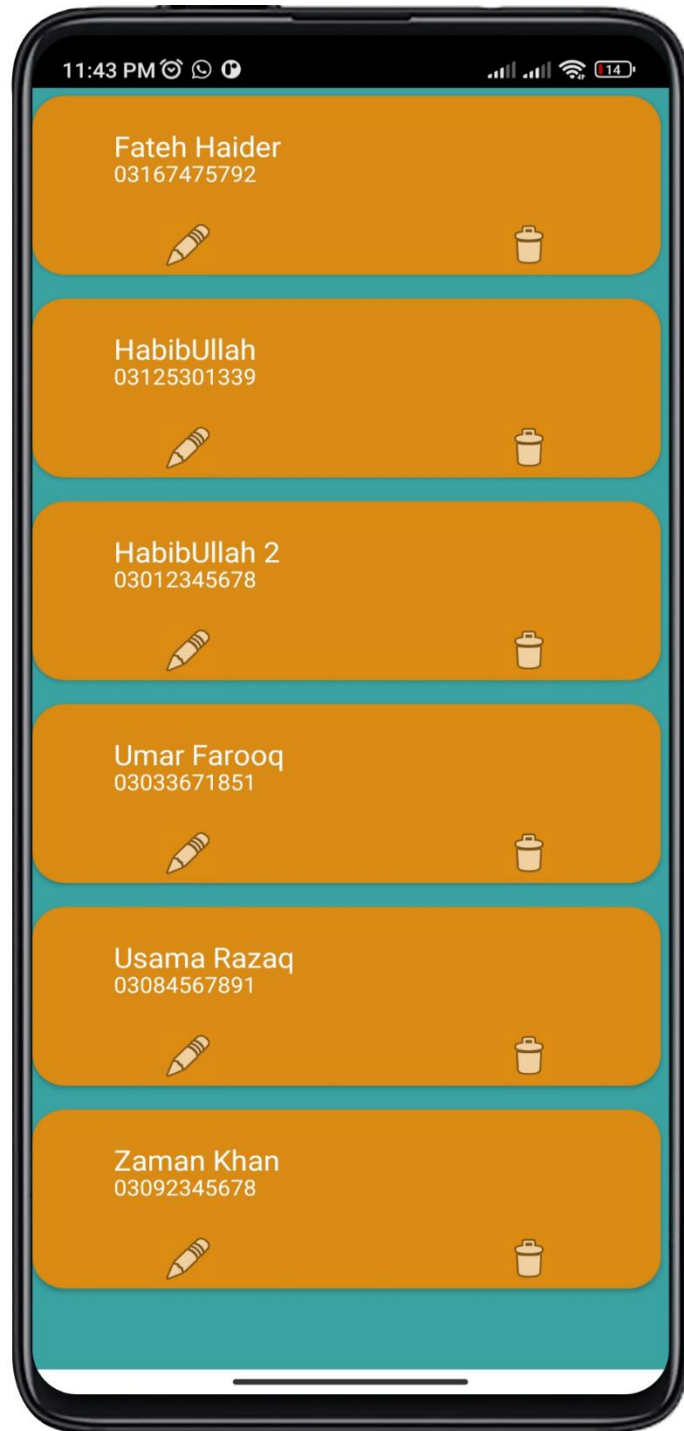 11:43 PM
14
Fateh Haider
03167475792
HabibUllah
03125301339
HabibUllah 2
03012345678
Umar Farooq
03033671851
Usama Razaq
03084567891
Zaman Khan
03092345678